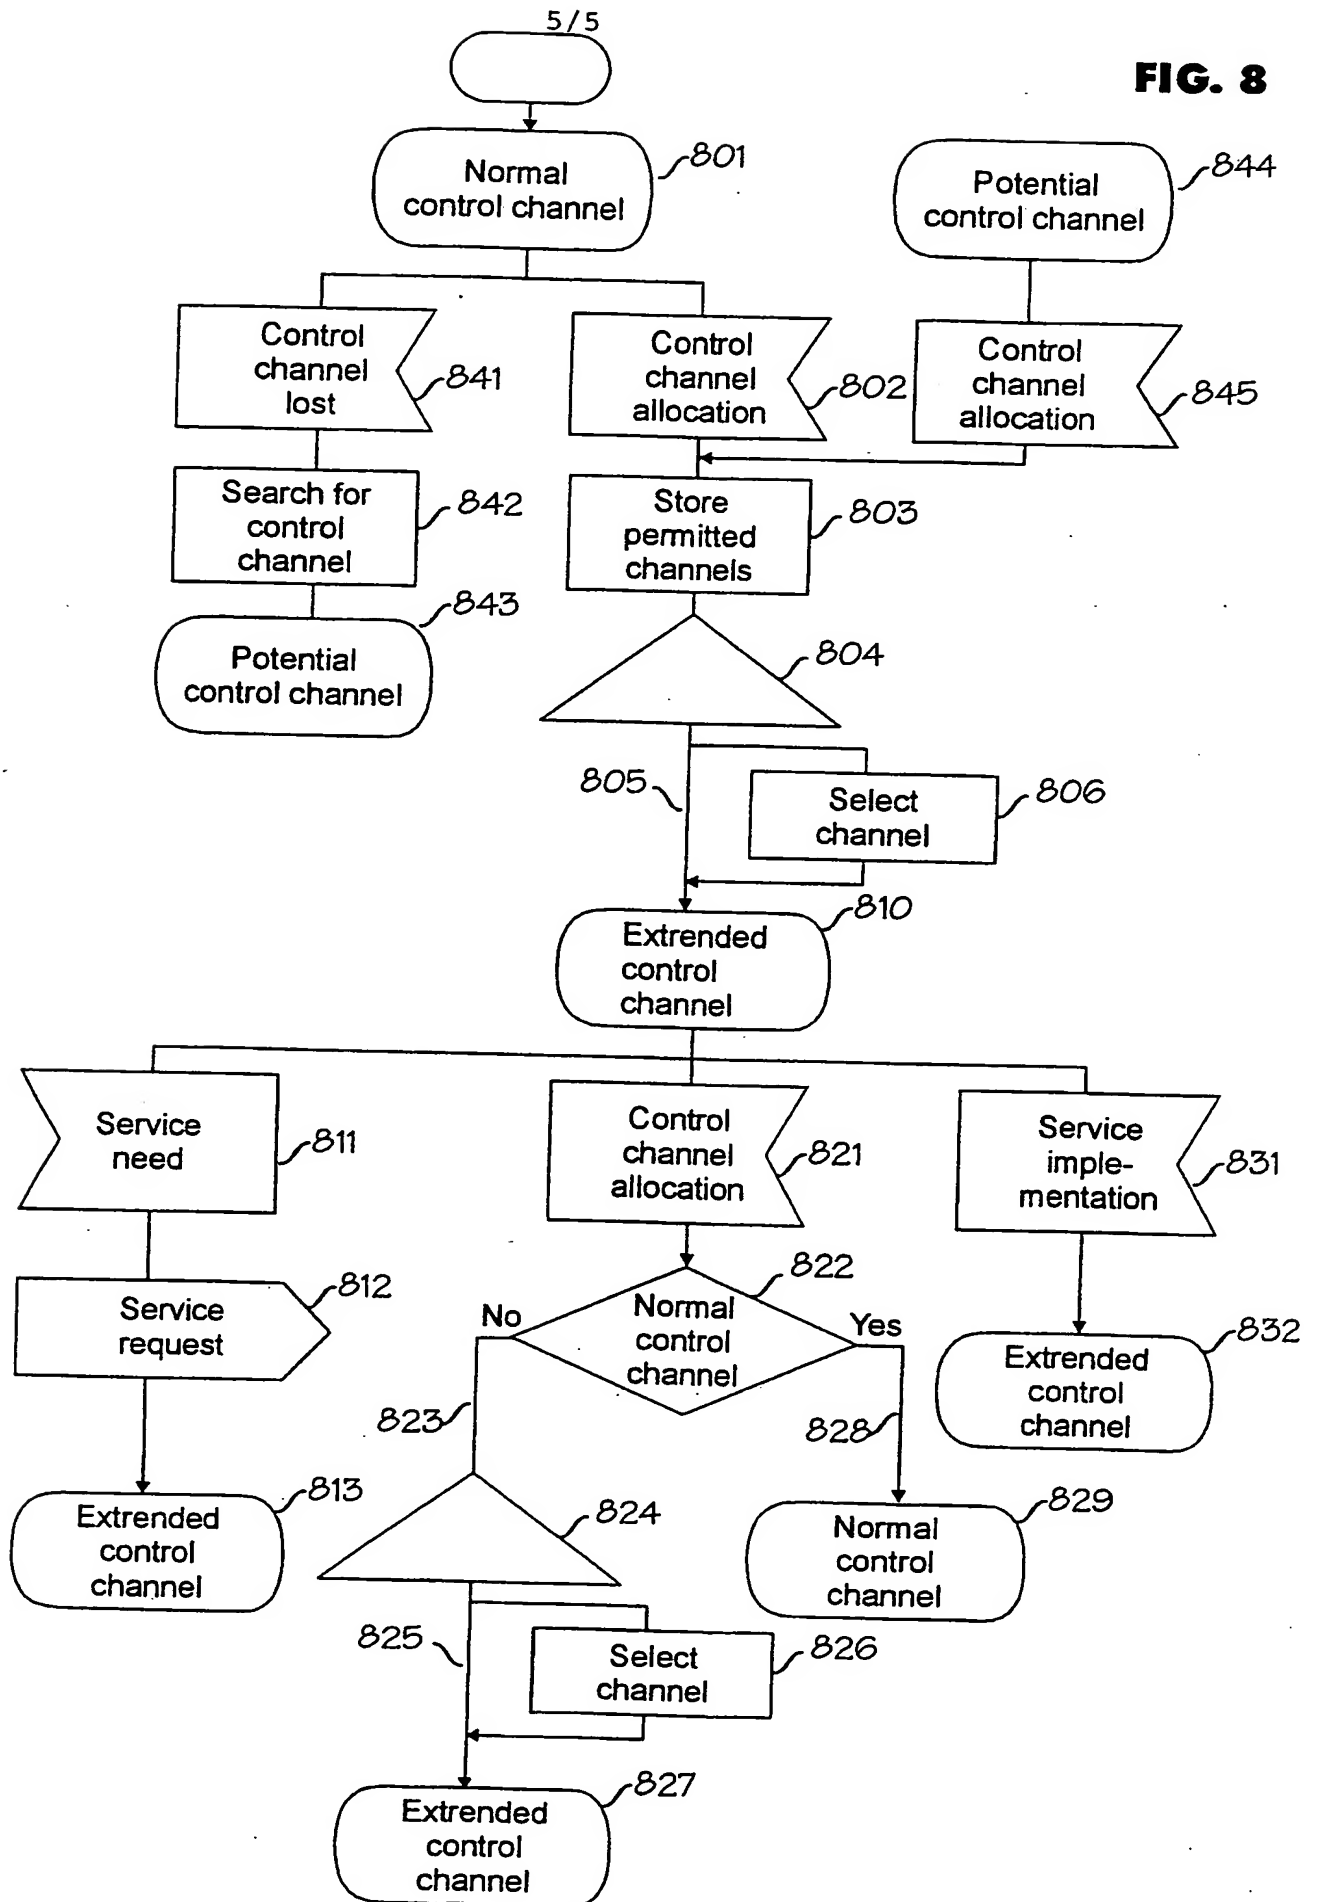 5/5
FIG. 8
Normal
control channel
801
Potential
control channel
844
Control
channel
lost
841
Control
channel
allocation
802
Control
channel
allocation
845
Search for
control
channel
842
Store
permitted
channels
803
843
Potential
control channel
804
805
Select
channel
806
810
Extrended
control
channel
Service
need
811
Control
channel
allocation
821
Service
imple-
mentation
831
Service
request
812
822
Normal
control
channel
No
Yes
832
Extrended
control
channel
823
828
813
Extrended
control
channel
824
829
Normal
control
channel
825
Select
channel
826
827
Extrended
control
channel